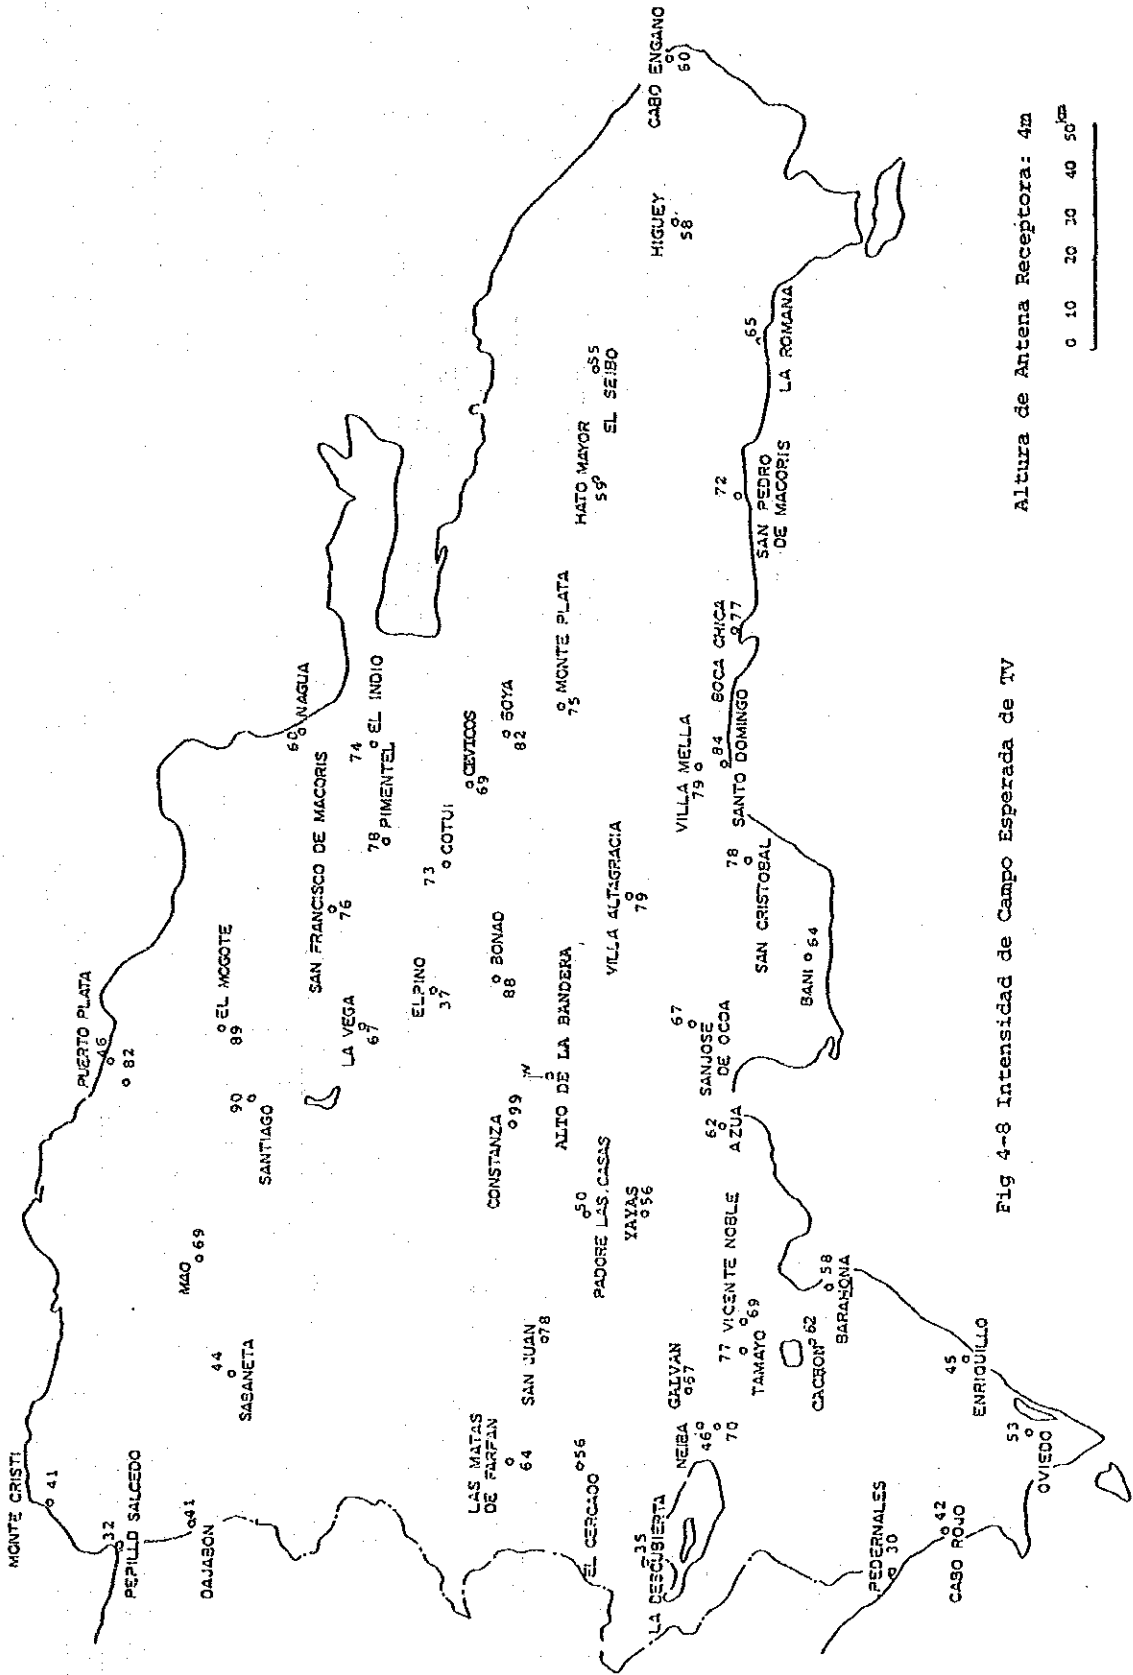 MONTE CRISTI
41
32
PEPILLO SALCEDO
41
DAJABON
44
SABANETA
MAO
69
PUERTO PLATA
46
82
90
SANTIAGO
89
EL MOGOTE
60
NAGUA
SAN FRANCISCO DE MACORIS
76
LA VEGA
67
74
EL INDIO
78
PIMENTEL
73
COTUI
ELPINO
37
CEVICOS
69
BOYA
82
BONAO
88
CONSTANZA
99
ALTO DE LA BANDERA
LAS MATAS
DE FARFAN
64
SAN JUAN
78
EL CERCADO
56
50
PADORE LAS.CASAS
YAYAS
56
VILLA ALTAGRACIA
79
75
MONTE PLATA
HATO MAYOR
59
55
EL SEIBO
HIGUEY
58
CABO ENGANO
60
LA DESCUBIERTA
35
NEIBA
46
70
GALVAN
67
77
TAMAYO
VICENTE NOBLE
69
CACHON
62
58
BARAHONA
62
AZUA
67
SANJOSE
DE OCOA
BANI
64
78
SAN CRISTOBAL
VILLA MELLA
79
84
SANTO DOMINGO
BOCA CHICA
77
72
SAN PEDRO
DE MACORIS
65
LA ROMANA
PEDERNALES
30
42
CABO ROJO
45
ENRIQUILLO
53
OVIEDO
Altura de Antena Receptora: 4m
0 10 20 30 40 50 km
Fig 4-8 Intensidad de Campo Esperada de TV